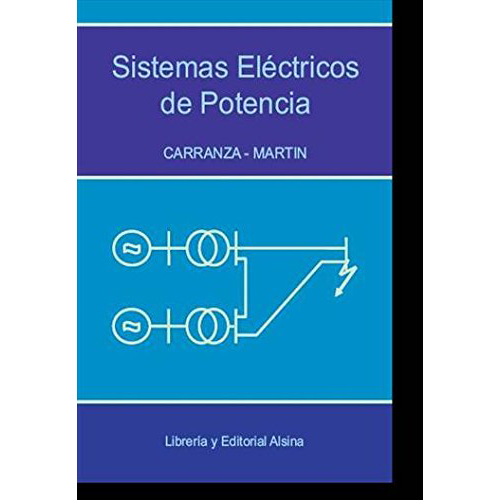 Sistemas Eléctricos
de Potencia
CARRANZA - MARTIN
Librería y Editorial Alsina